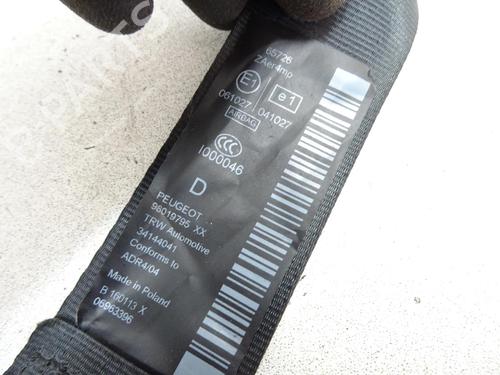 65726
ZAer4mp
E1 e1
061027 041027
AIRBAG
CCC
I000046
D
PEUGEOT
96019795 XX
TRW Automotive
34144041
Conforms to
ADR4/04
Made in Poland
B 160113 X
06963396